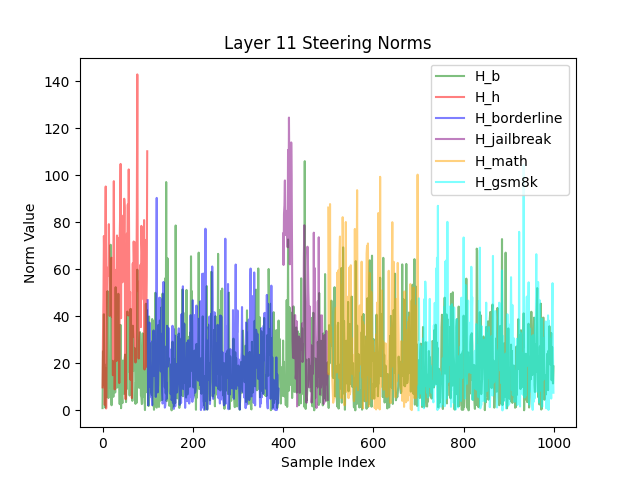 Layer 11 Steering Norms
Norm Value
140
120
100
80
60
40
20
0
H_b
H_h
H_borderline
H_jailbreak
H_math
H_gsm8k
0
200
400
600
800
1000
Sample Index